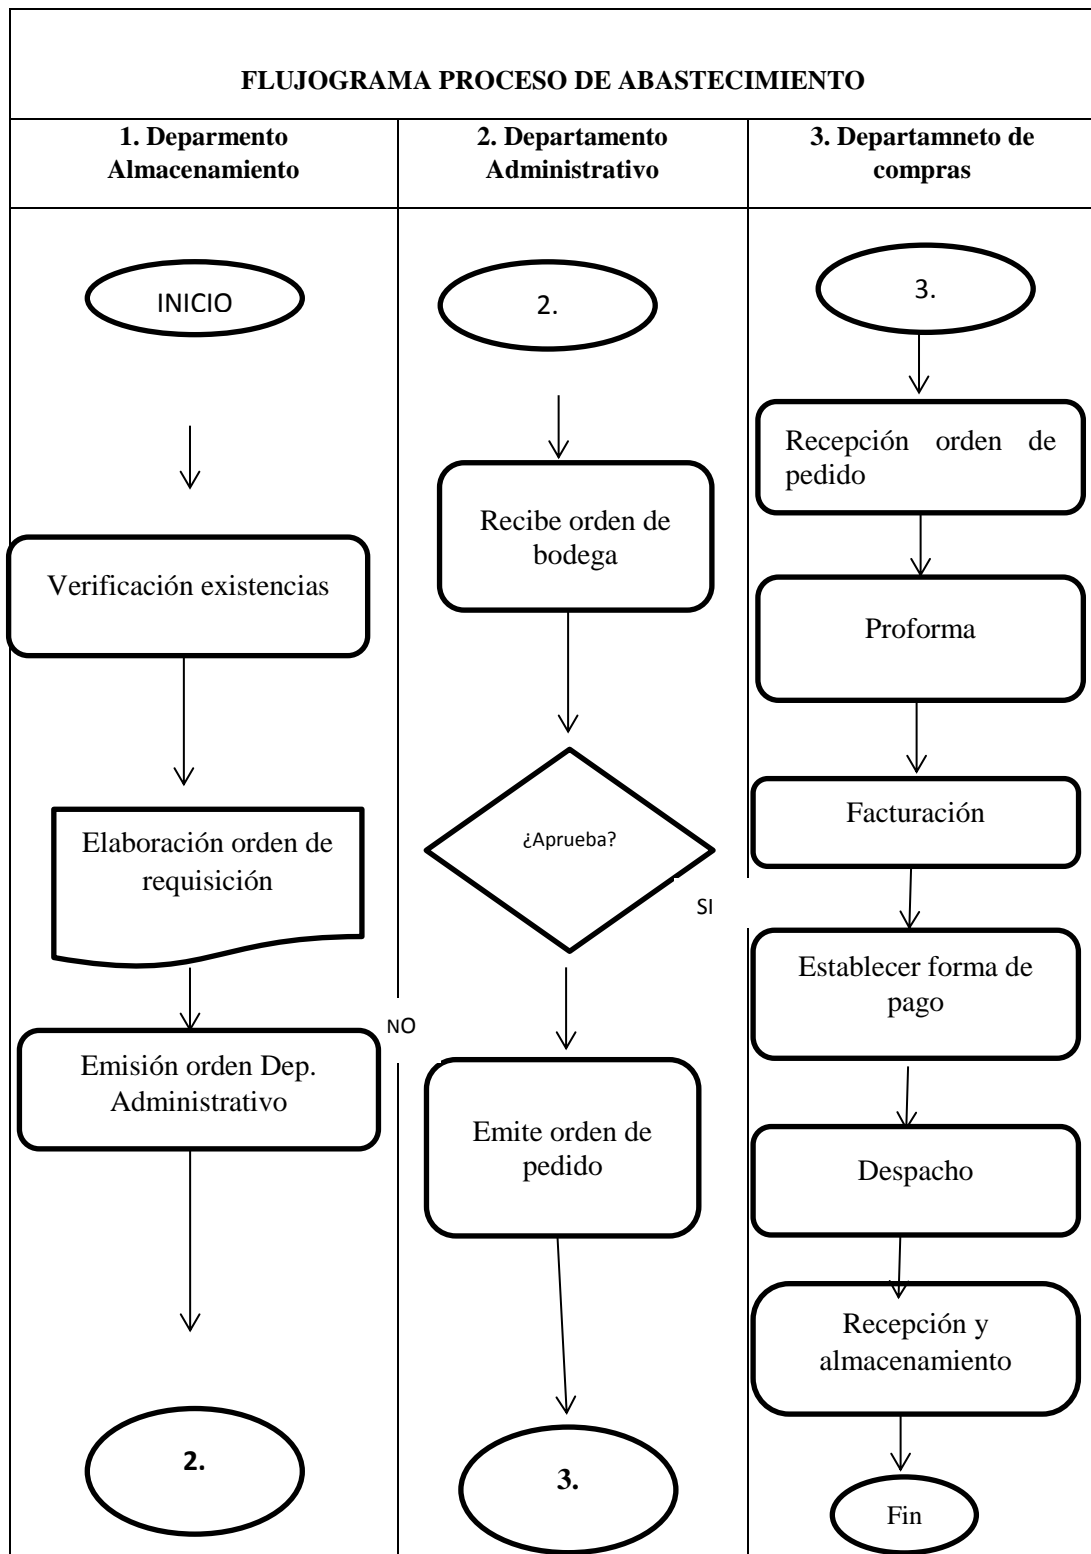 FLUJOGRAMA PROCESO DE ABASTECIMIENTO
1. Deparmento
Almacenamiento
2. Departamento
Administrativo
3. Departamneto de
compras
INICIO
Verificación existencias
Elaboración orden de
requisición
Emisión orden Dep.
Administrativo
2.
2.
Recibe orden de
bodega
¿Aprueba?
SI
NO
Emite orden de
pedido
3.
3.
Recepción orden de
pedido
Proforma
Facturación
Establecer forma de
pago
Despacho
Recepción y
almacenamiento
Fin